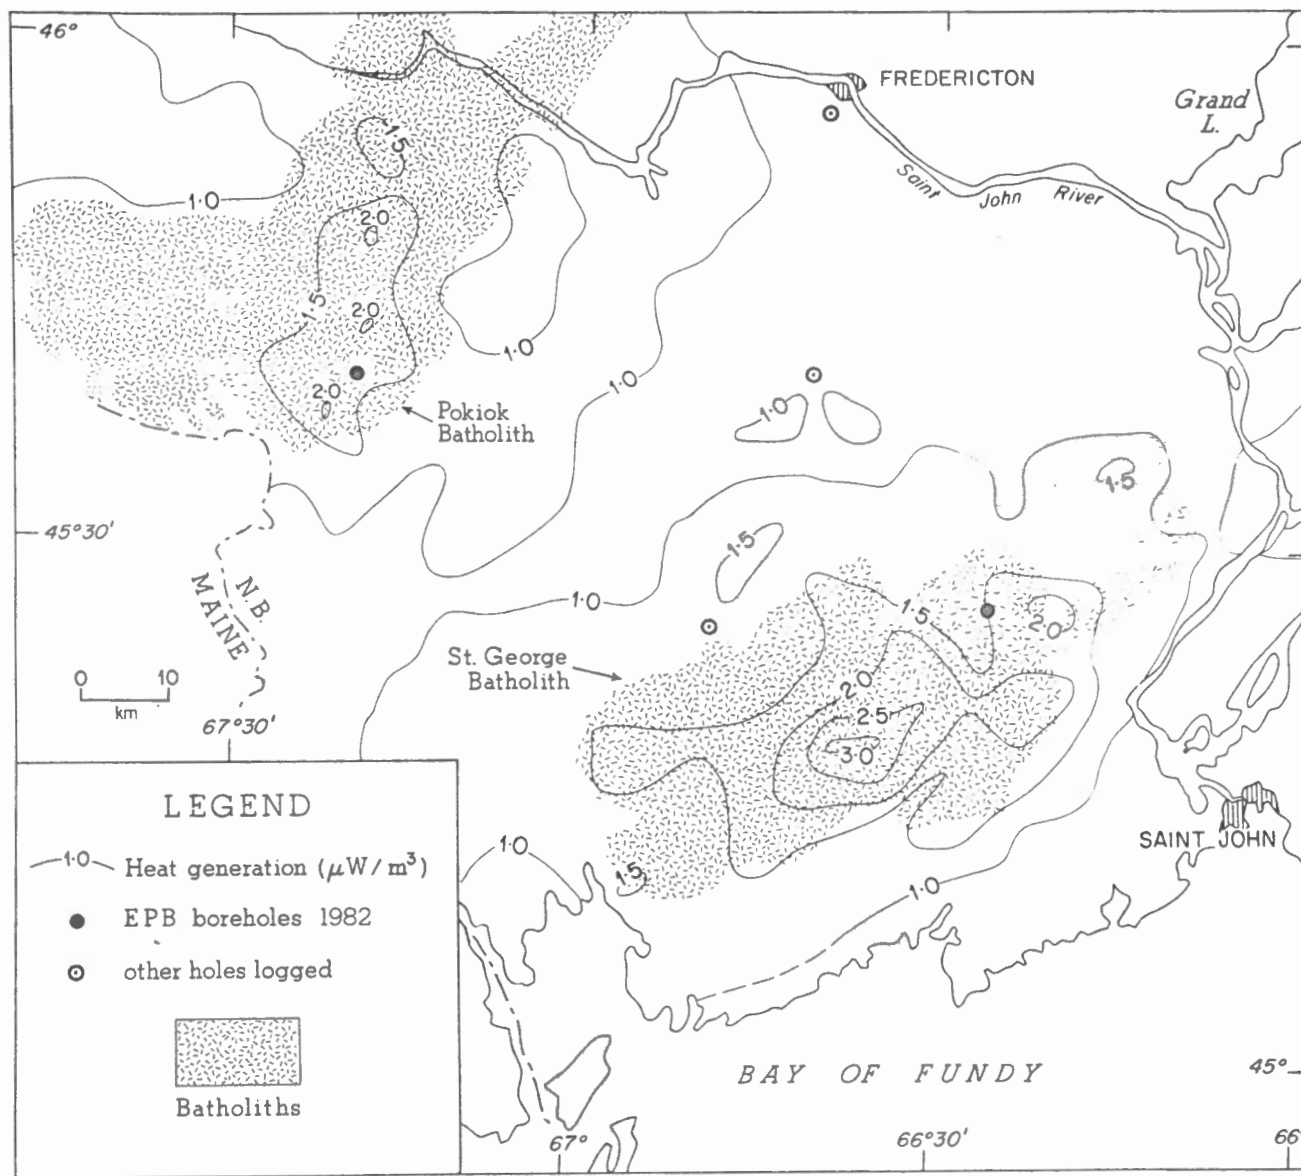 46°
FREDERICTON
Grand
L.
Saint John River
1.5
1.0
2.0
1.5
2.0
1.0
2.0
1.0
Pokiok
Batholith
1.0
1.5
45°30'
1.5
N.B.
MAINE
1.0
1.5
2.0
St. George
Batholith
0 10
km
2.0
2.5
3.0
67°30'
LEGEND
1.0 Heat generation (μW/m³)
EPB boreholes 1982
other holes logged
Batholiths
1.0
1.5
SAINT JOHN
1.0
BAY OF FUNDY
45°
67°
66°30'
66